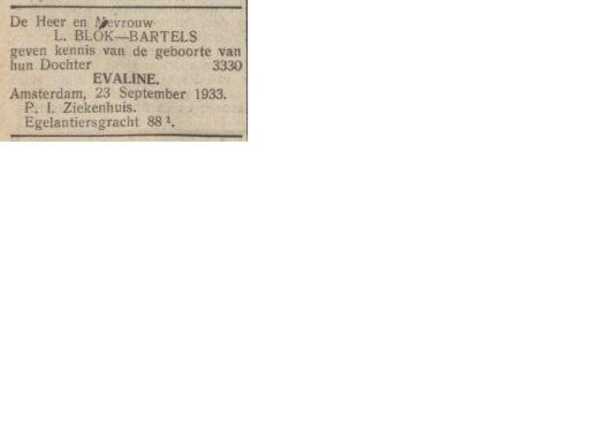 De Heer en Mevrouw
L. BLOK—BARTELS
geven kennis van de geboorte van
hun Dochter 3330
EVALINE.
Amsterdam, 23 September 1933.
P. I. Ziekenhuis.
Egelantiersgracht 88 ¹.